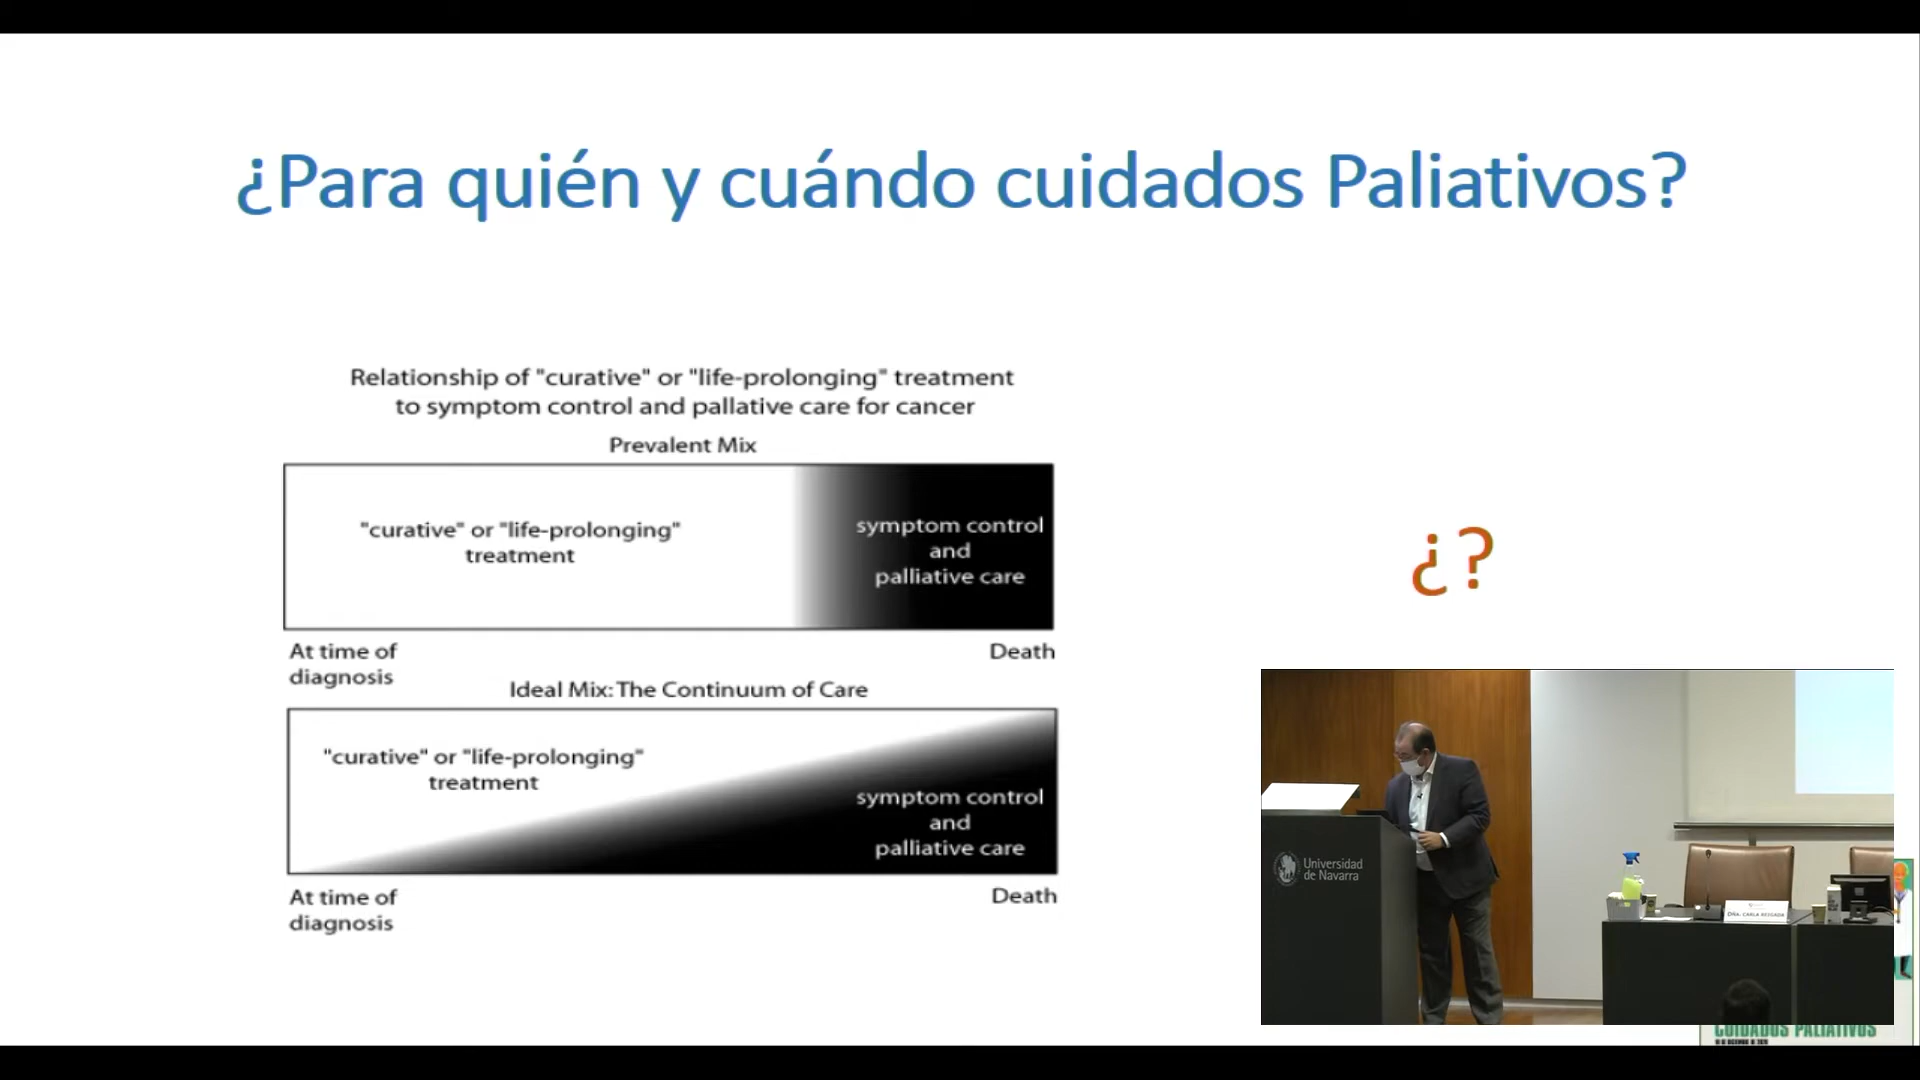 ¿Para quién y cuándo cuidados Paliativos?
Relationship of "curative" or "life-prolonging" treatment
to symptom control and pallative care for cancer
Prevalent Mix
"curative" or "life-prolonging"
treatment
symptom control
and
palliative care
At time of
diagnosis
Death
Ideal Mix: The Continuum of Care
"curative" or "life-prolonging"
treatment
symptom control
and
palliative care
At time of
diagnosis
Death
¿?
Universidad
de Navarra
DRA. CARLA REIGADA
CUIDADOS PALIATIVOS